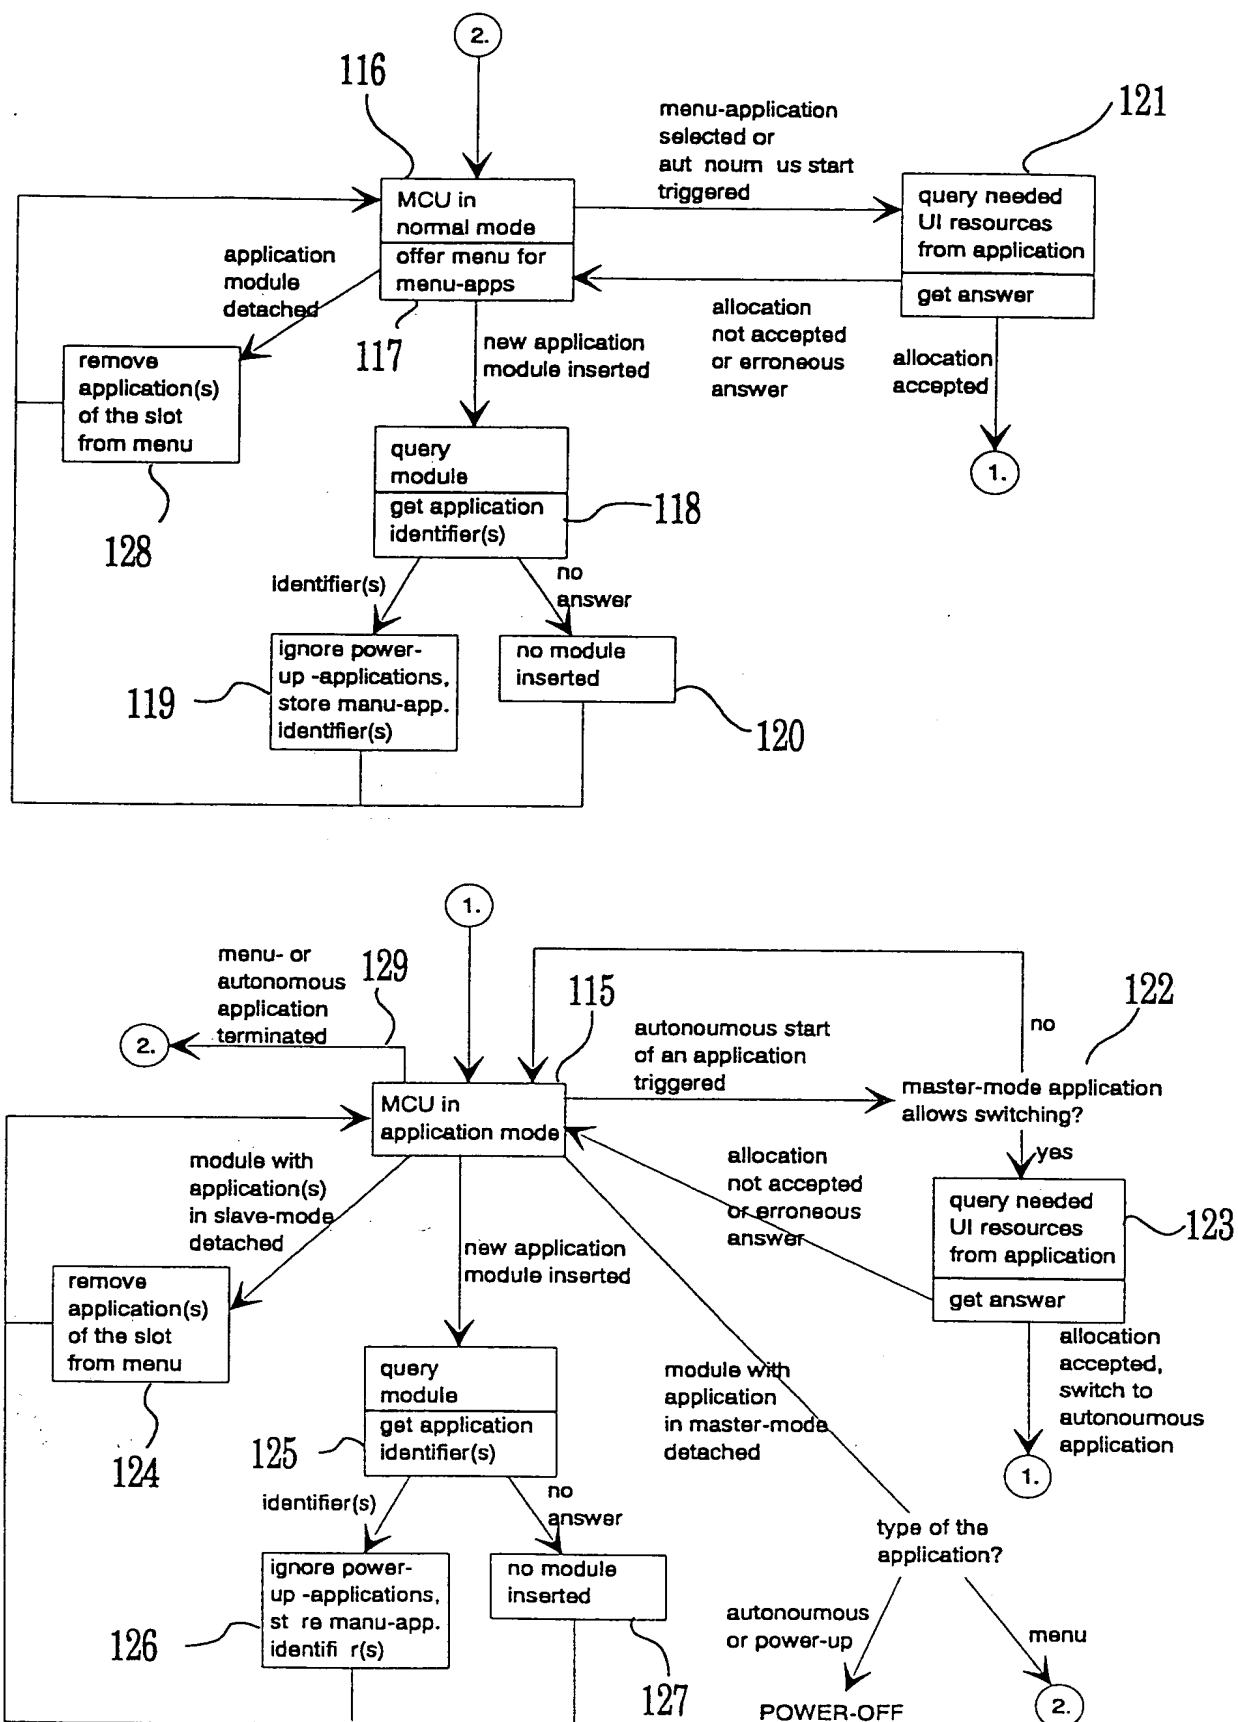 2.
116
menu-application
selected or
aut noum us start
triggered
121
MCU in
normal mode
offer menu for
menu-apps
query needed
UI resources
from application
get answer
application
module
detached
117
new application
module inserted
allocation
not accepted
or erroneous
answer
allocation
accepted
1.
remove
application(s)
of the slot
from menu
128
query
module
get application
identifier(s)
118
identifier(s)
no
answer
ignore power-
up -applications,
store manu-app.
identifier(s)
119
no module
inserted
120
1.
menu- or
autonomous
application
terminated
129
2.
115
autonoumous start
of an application
triggered
no
122
master-mode application
allows switching?
yes
MCU in
application mode
module with
application(s)
in slave-mode
detached
allocation
not accepted
or erroneous
answer
query needed
UI resources
from application
get answer
123
new application
module inserted
remove
application(s)
of the slot
from menu
124
query
module
get application
identifier(s)
125
module with
application
in master-mode
detached
allocation
accepted,
switch to
autonoumous
application
1.
identifier(s)
no
answer
ignore power-
up -applications,
st re manu-app.
identifi r(s)
126
no module
inserted
127
type of the
application?
autonoumous
or power-up
menu
POWER-OFF
2.